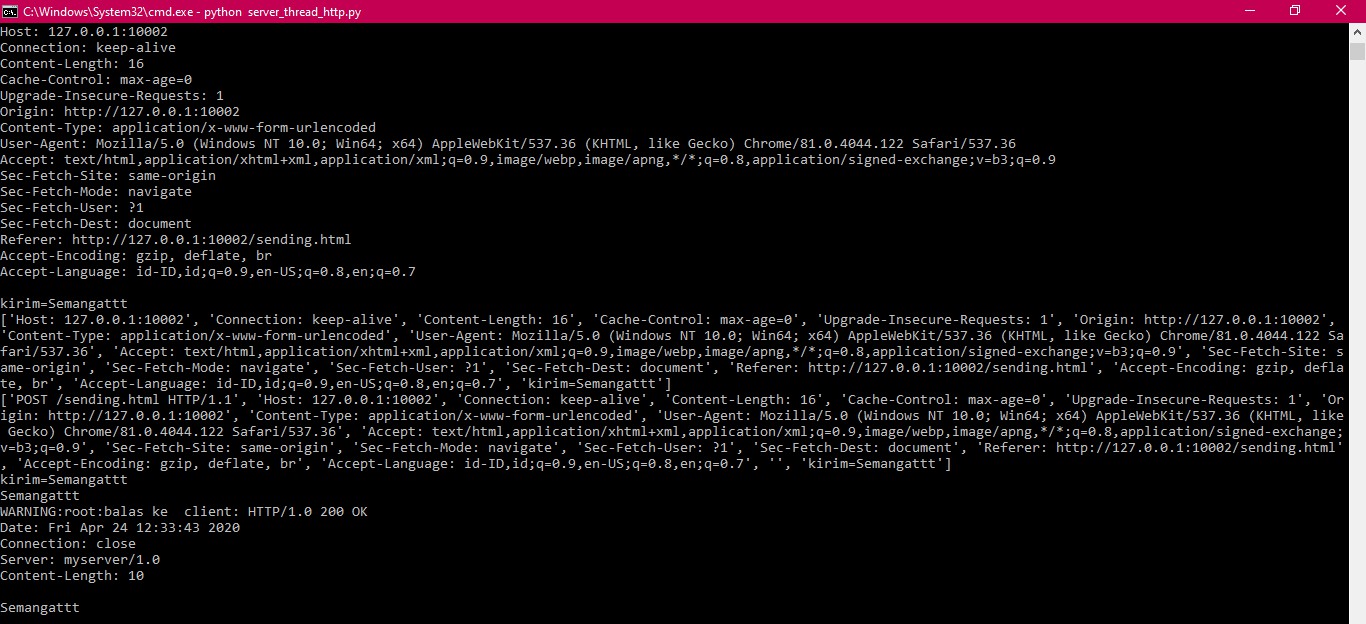 C:\Windows\System32\cmd.exe - python  server_thread_http.py
Host: 127.0.0.1:10002
Connection: keep-alive
Content-Length: 16
Cache-Control: max-age=0
Upgrade-Insecure-Requests: 1
Origin: http://127.0.0.1:10002
Content-Type: application/x-www-form-urlencoded
User-Agent: Mozilla/5.0 (Windows NT 10.0; Win64; x64) AppleWebKit/537.36 (KHTML, like Gecko) Chrome/81.0.4044.122 Safari/537.36
Accept: text/html,application/xhtml+xml,application/xml;q=0.9,image/webp,image/apng,*/*;q=0.8,application/signed-exchange;v=b3;q=0.9
Sec-Fetch-Site: same-origin
Sec-Fetch-Mode: navigate
Sec-Fetch-User: ?1
Sec-Fetch-Dest: document
Referer: http://127.0.0.1:10002/sending.html
Accept-Encoding: gzip, deflate, br
Accept-Language: id-ID,id;q=0.9,en-US;q=0.8,en;q=0.7
kirim=Semangattt
['Host: 127.0.0.1:10002', 'Connection: keep-alive', 'Content-Length: 16', 'Cache-Control: max-age=0', 'Upgrade-Insecure-Requests: 1', 'Origin: http://127.0.0.1:10002',
'Content-Type: application/x-www-form-urlencoded', 'User-Agent: Mozilla/5.0 (Windows NT 10.0; Win64; x64) AppleWebKit/537.36 (KHTML, like Gecko) Chrome/81.0.4044.122 Sa
fari/537.36', 'Accept: text/html,application/xhtml+xml,application/xml;q=0.9,image/webp,image/apng,*/*;q=0.8,application/signed-exchange;v=b3;q=0.9', 'Sec-Fetch-Site: s
ame-origin', 'Sec-Fetch-Mode: navigate', 'Sec-Fetch-User: ?1', 'Sec-Fetch-Dest: document', 'Referer: http://127.0.0.1:10002/sending.html', 'Accept-Encoding: gzip, defla
te, br', 'Accept-Language: id-ID,id;q=0.9,en-US;q=0.8,en;q=0.7', 'kirim=Semangattt']
['POST /sending.html HTTP/1.1', 'Host: 127.0.0.1:10002', 'Connection: keep-alive', 'Content-Length: 16', 'Cache-Control: max-age=0', 'Upgrade-Insecure-Requests: 1', 'Or
igin: http://127.0.0.1:10002', 'Content-Type: application/x-www-form-urlencoded', 'User-Agent: Mozilla/5.0 (Windows NT 10.0; Win64; x64) AppleWebKit/537.36 (KHTML, like
 Gecko) Chrome/81.0.4044.122 Safari/537.36', 'Accept: text/html,application/xhtml+xml,application/xml;q=0.9,image/webp,image/apng,*/*;q=0.8,application/signed-exchange;
v=b3;q=0.9', 'Sec-Fetch-Site: same-origin', 'Sec-Fetch-Mode: navigate', 'Sec-Fetch-User: ?1', 'Sec-Fetch-Dest: document', 'Referer: http://127.0.0.1:10002/sending.html'
, 'Accept-Encoding: gzip, deflate, br', 'Accept-Language: id-ID,id;q=0.9,en-US;q=0.8,en;q=0.7', '', 'kirim=Semangattt']
kirim=Semangattt
Semangattt
WARNING:root:balas ke  client: HTTP/1.0 200 OK
Date: Fri Apr 24 12:33:43 2020
Connection: close
Server: myserver/1.0
Content-Length: 10
Semangattt